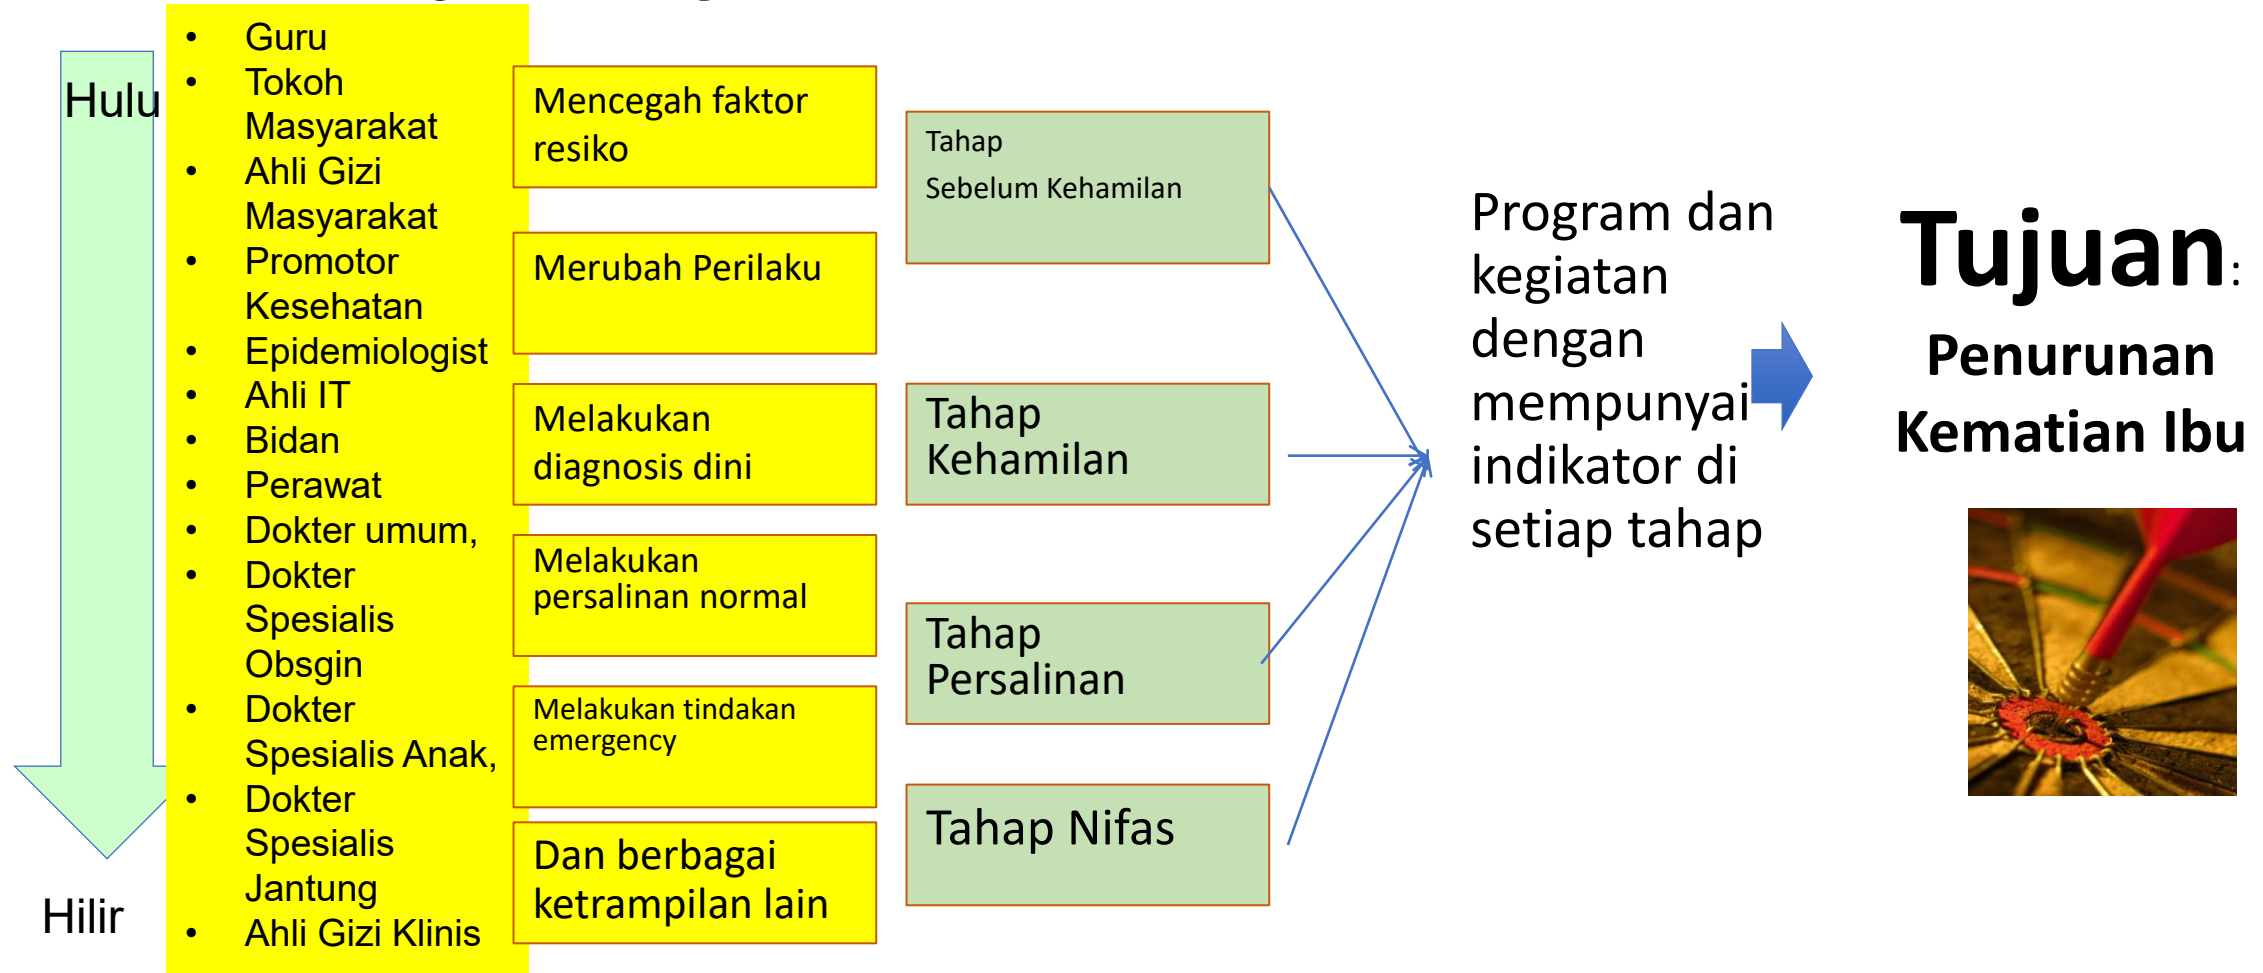 Hulu
Hilir
• Guru
• Tokoh
Masyarakat
• Ahli Gizi
Masyarakat
• Promotor
Kesehatan
• Epidemiologist
• Ahli IT
• Bidan
• Perawat
• Dokter umum,
• Dokter
Spesialis
Obsgin
• Dokter
Spesialis Anak,
• Dokter
Spesialis
Jantung
• Ahli Gizi Klinis
Mencegah faktor
resiko
Merubah Perilaku
Melakukan
diagnosis dini
Melakukan
persalinan normal
Melakukan tindakan
emergency
Dan berbagai
ketrampilan lain
Tahap
Sebelum Kehamilan
Tahap
Kehamilan
Tahap
Persalinan
Tahap Nifas
Program dan
kegiatan
dengan
mempunyai
indikator di
setiap tahap
Tujuan:
Penurunan
Kematian Ibu